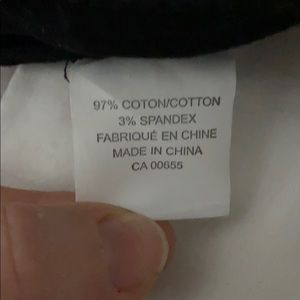 97% COTON/COTTON
3% SPANDEX
FABRIQUÉ EN CHINE
MADE IN CHINA
CA 00655